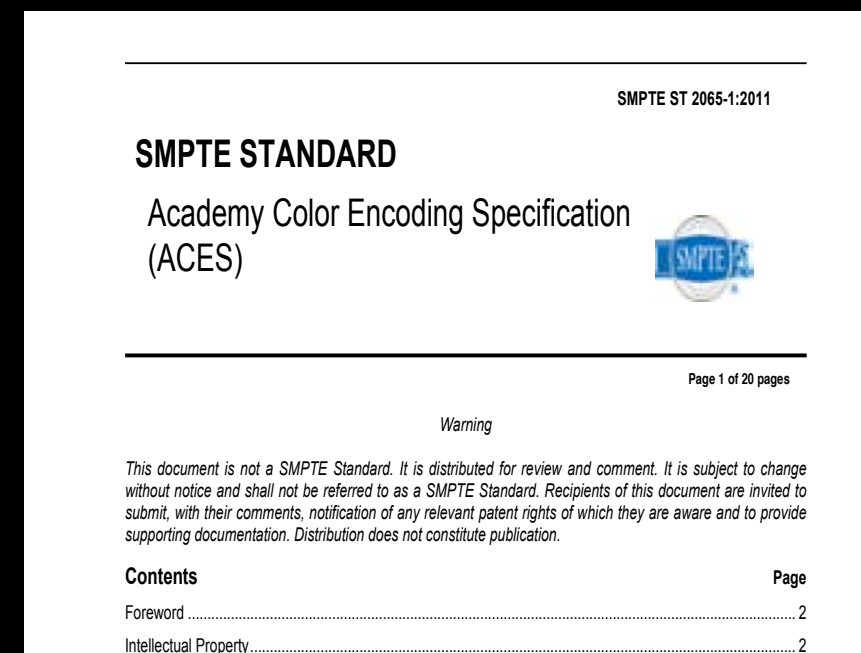 SMPTE ST 2065-1:2011
SMPTE STANDARD
Academy Color Encoding Specification
(ACES)
SMPTE
®
Page 1 of 20 pages
Warning
This document is not a SMPTE Standard. It is distributed for review and comment. It is subject to change
without notice and shall not be referred to as a SMPTE Standard. Recipients of this document are invited to
submit, with their comments, notification of any relevant patent rights of which they are aware and to provide
supporting documentation. Distribution does not constitute publication.
Contents Page
Foreword ............................................................ 2
Intellectual Property ............................................................ 2